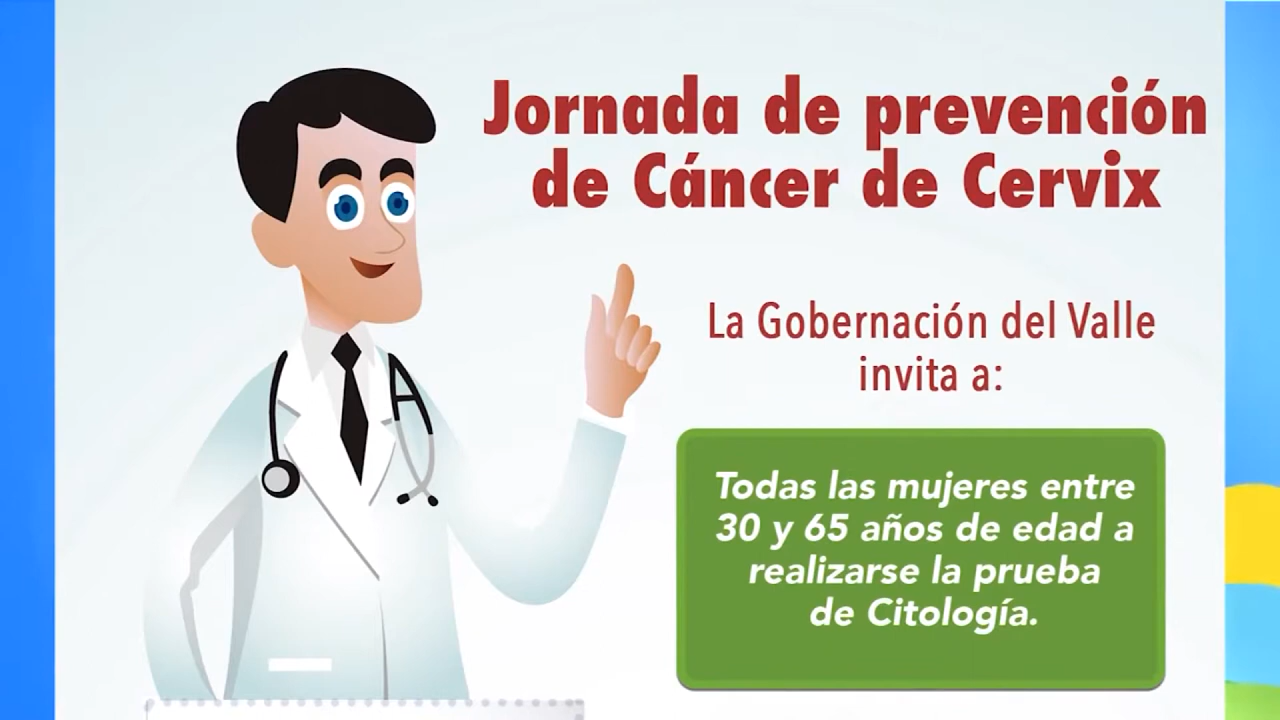 Jornada de prevención
de Cáncer de Cervix
La Gobernación del Valle
invita a:
Todas las mujeres entre
30 y 65 años de edad a
realizarse la prueba
de Citología.